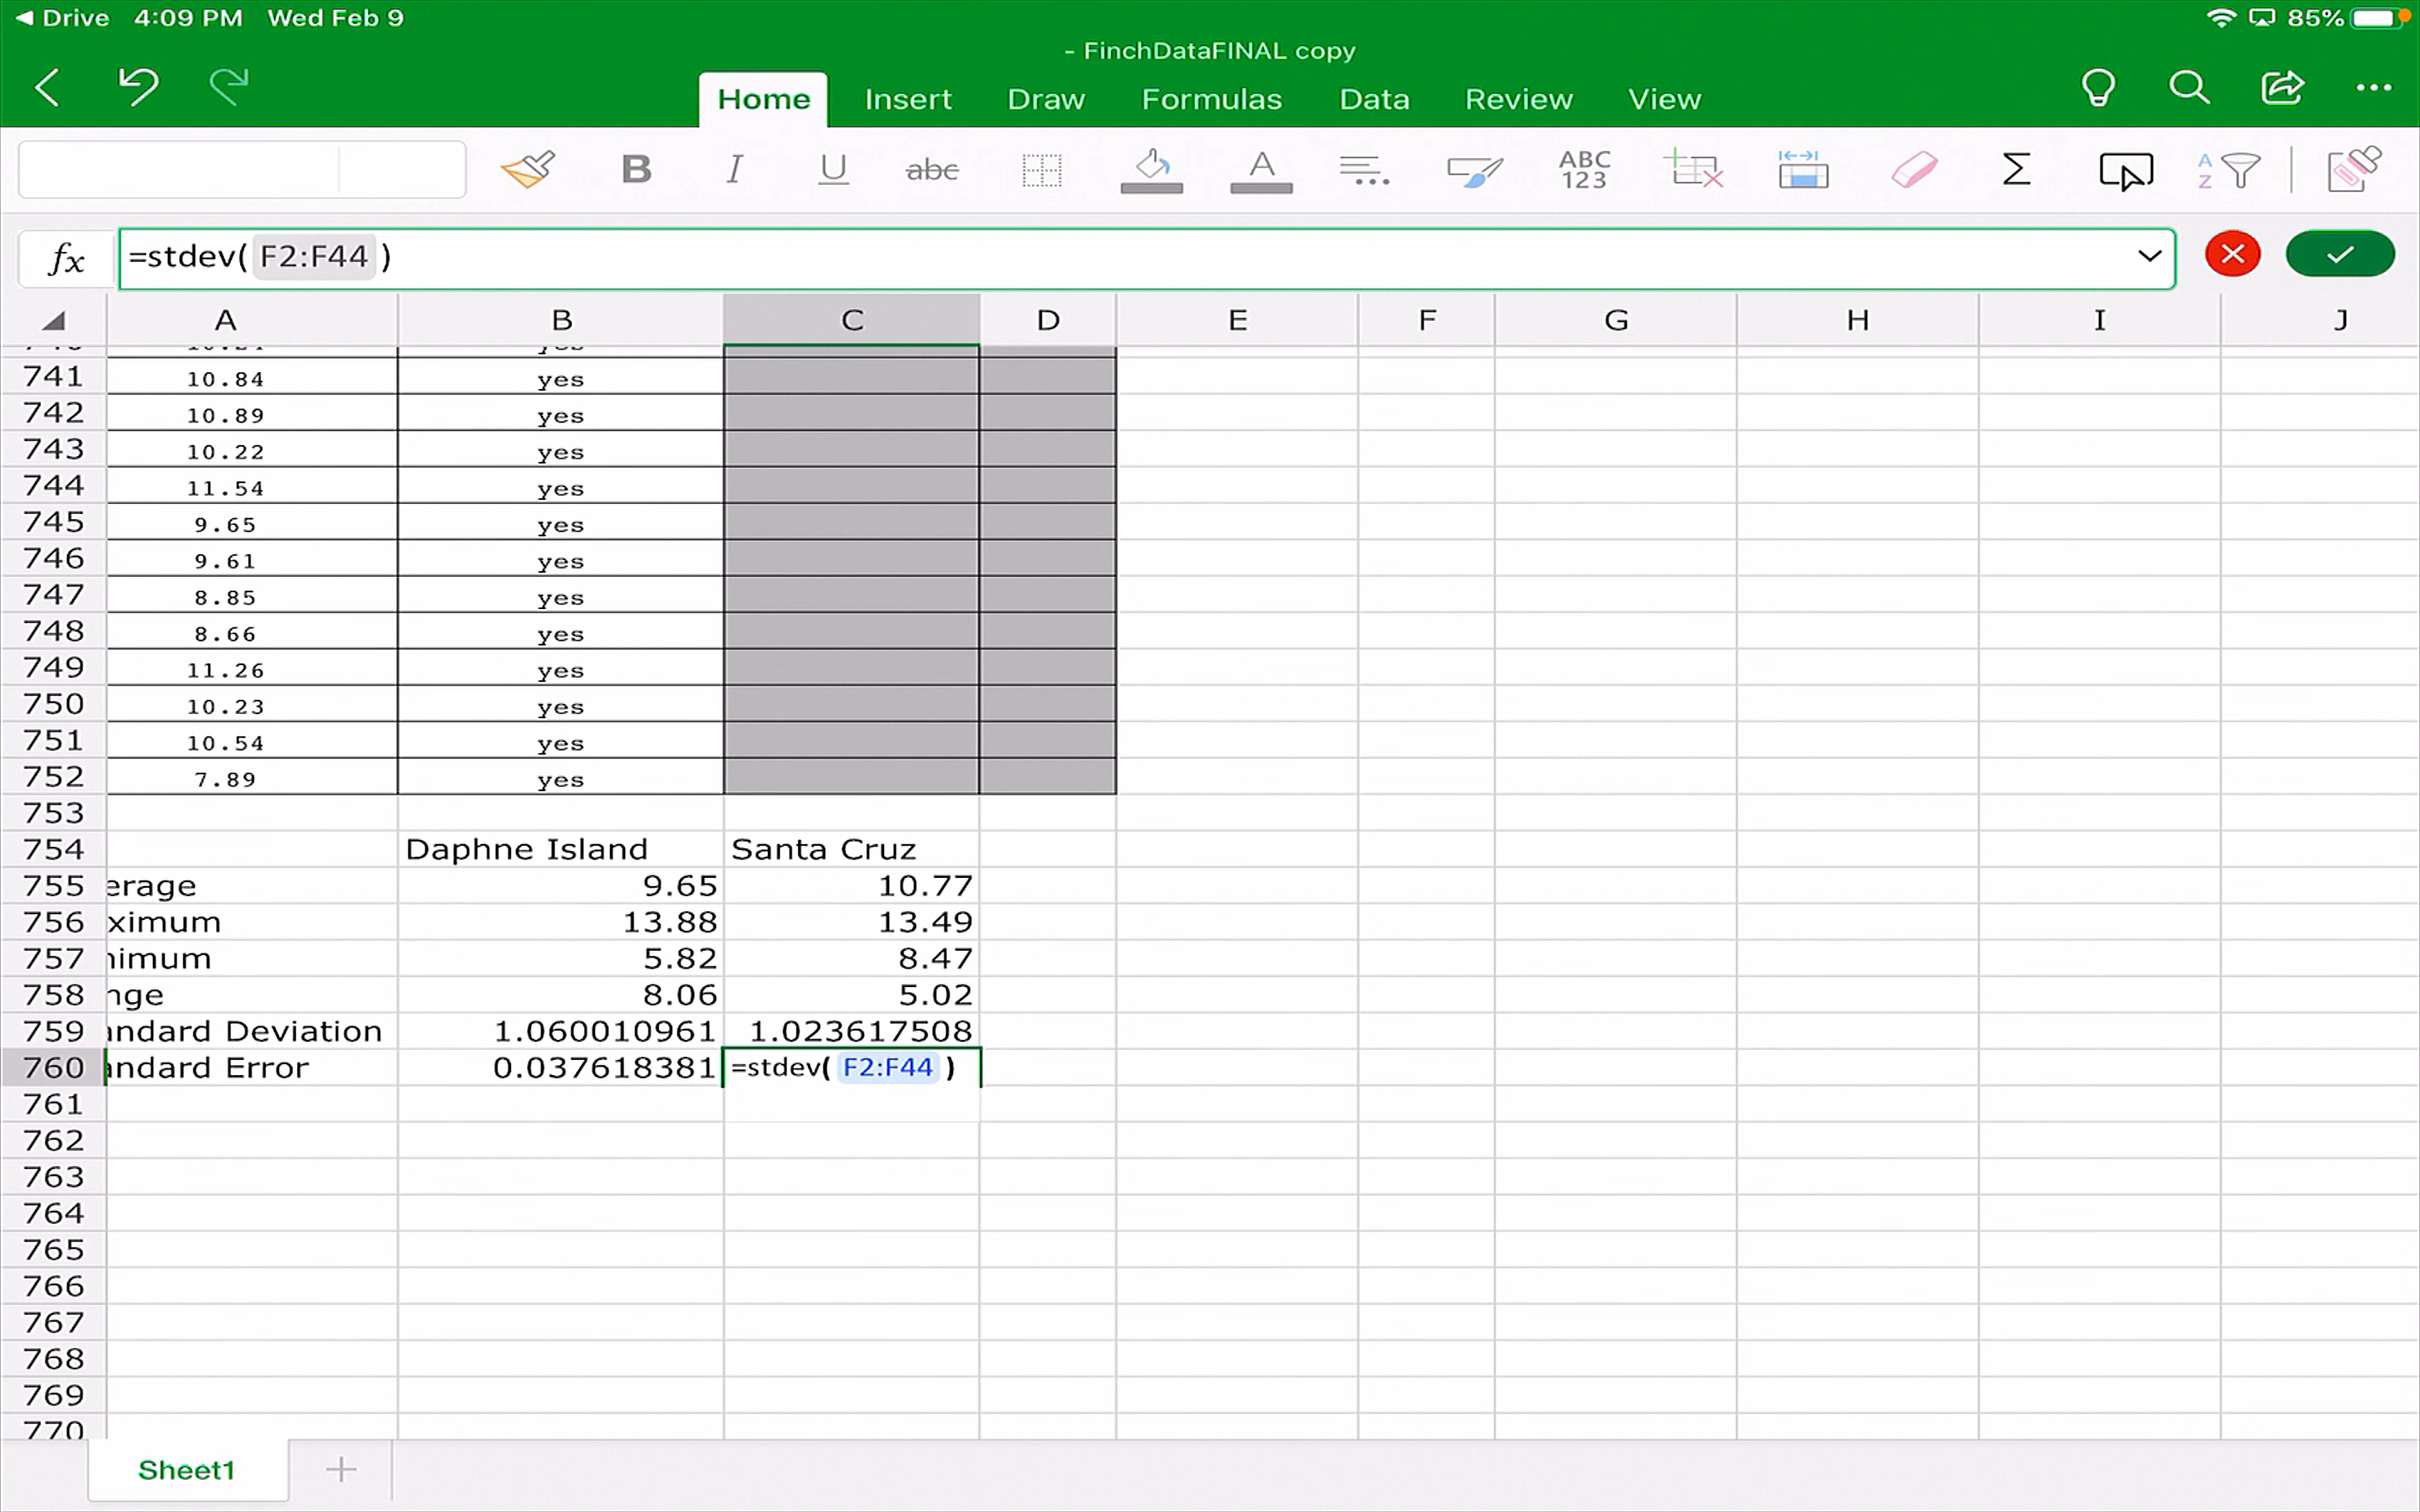 Drive 4:09 PM Wed Feb 9 85%
- FinchDataFINAL copy
Home Insert Draw Formulas Data Review View
B I U abc A ABC 123 Σ A Z
fx =stdev( F2:F44 )
A B C D E F G H I J
741 10.84 yes
742 10.89 yes
743 10.22 yes
744 11.54 yes
745 9.65 yes
746 9.61 yes
747 8.85 yes
748 8.66 yes
749 11.26 yes
750 10.23 yes
751 10.54 yes
752 7.89 yes
753
754 Daphne Island Santa Cruz
755 erage 9.65 10.77
756 ximum 13.88 13.49
757 nimum 5.82 8.47
758 nge 8.06 5.02
759 andard Deviation 1.060010961 1.023617508
760 andard Error 0.037618381 =stdev( F2:F44 )
761
762
763
764
765
766
767
768
769
770
Sheet1 +